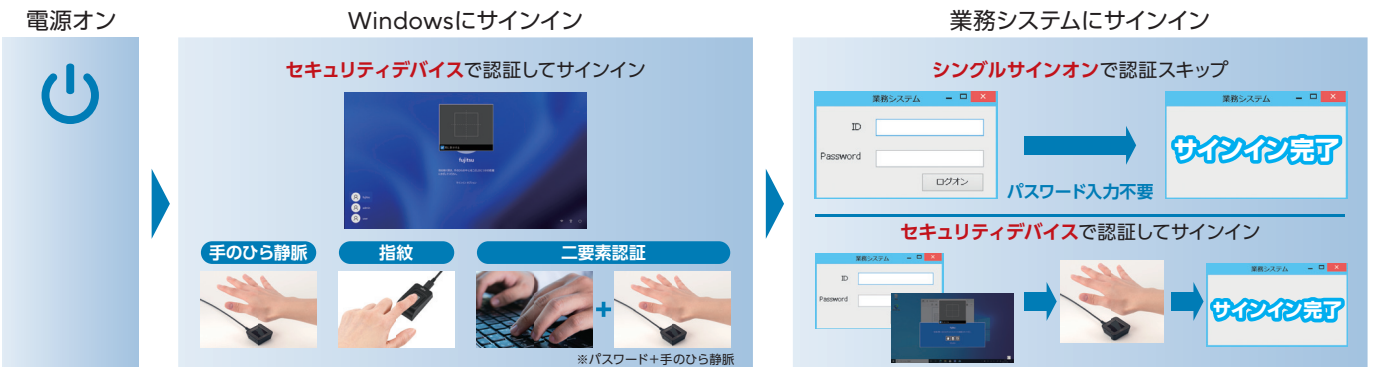 電源オン
Windowsにサインイン
セキュリティデバイスで認証してサインイン
fujitsu
手のひら静脈
指紋
二要素認証
+
※パスワード+手のひら静脈
業務システムにサインイン
シングルサインオンで認証スキップ
業務システム
ID
Password
ログオン
パスワード入力不要
業務システム
サインイン完了
セキュリティデバイスで認証してサインイン
業務システム
ID
Password
業務システム
サインイン完了